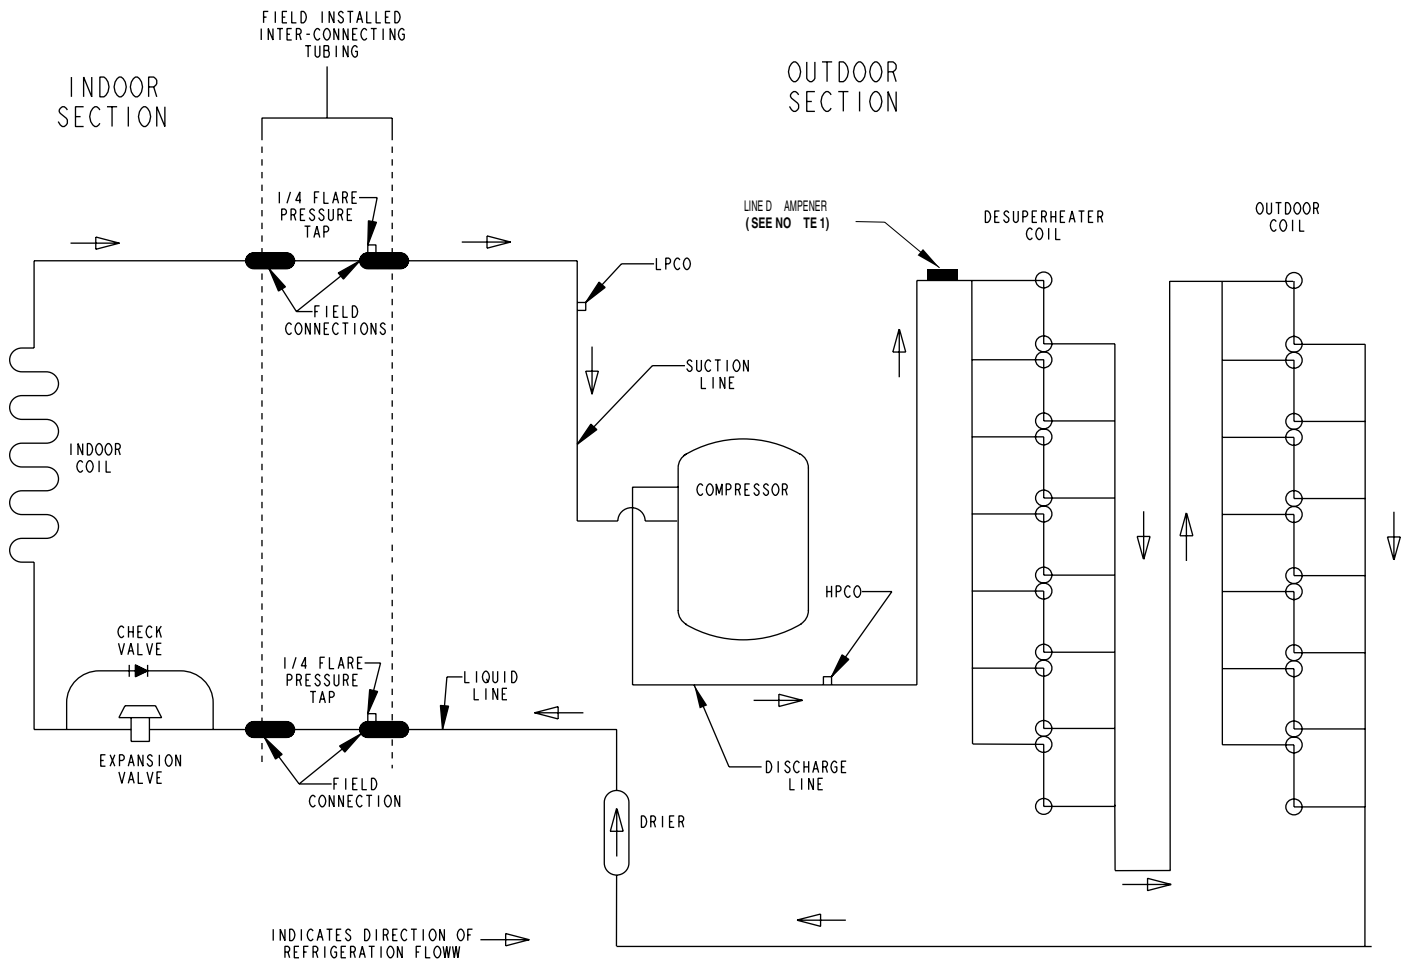 FIELD INSTALLED
INTER-CONNECTING
TUBING
INDOOR
SECTION
OUTDOOR
SECTION
1/4 FLARE
PRESSURE
TAP
LINE D AMPENER
(SEE NO TE 1)
DESUPERHEATER
COIL
OUTDOOR
COIL
LPCO
FIELD
CONNECTIONS
SUCTION
LINE
INDOOR
COIL
COMPRESSOR
HPCO
CHECK
VALVE
1/4 FLARE
PRESSURE
TAP
LIQUID
LINE
EXPANSION
VALVE
FIELD
CONNECTION
DISCHARGE
LINE
DRIER
INDICATES DIRECTION OF
REFRIGERATION FLOWW